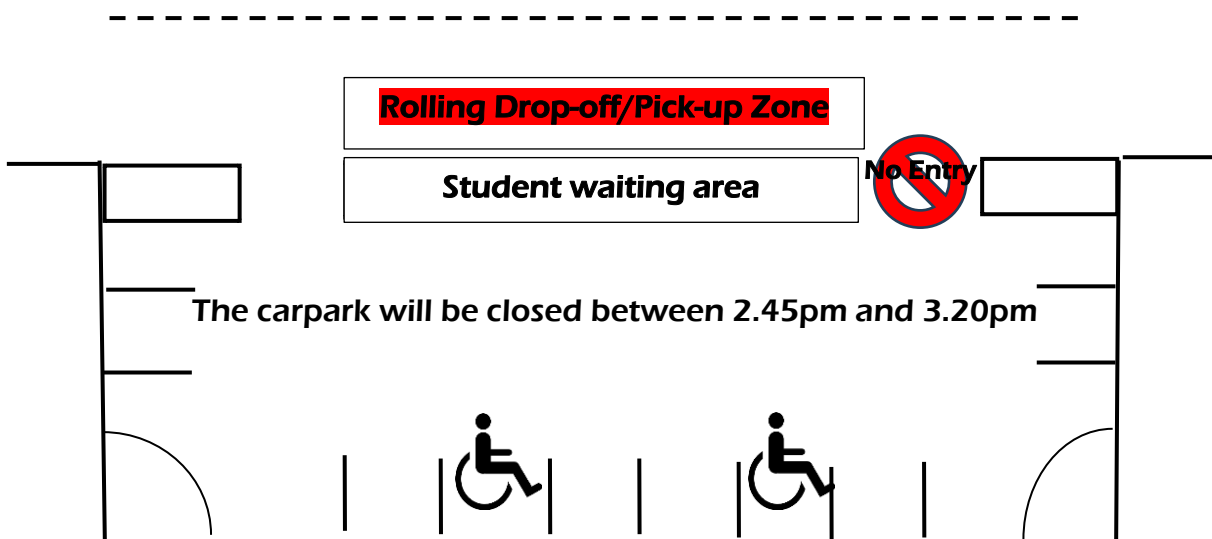 Rolling Drop-off/Pick-up Zone
Student waiting area
No Entry
The carpark will be closed between 2.45pm and 3.20pm